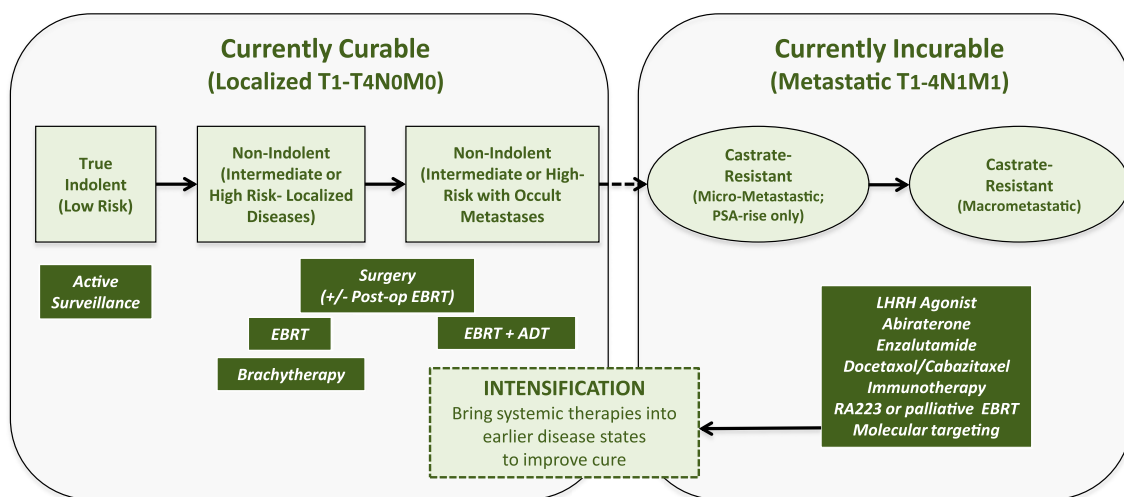 Currently Curable
(Localized T1-T4N0M0)
True
Indolent
(Low Risk)
Non-Indolent
(Intermediate or
High Risk- Localized
Diseases)
Non-Indolent
(Intermediate or High-
Risk with Occult
Metastases
Active
Surveillance
Surgery
(+/- Post-op EBRT)
EBRT
EBRT + ADT
Brachytherapy
INTENSIFICATION
Bring systemic therapies into
earlier disease states
to improve cure
Currently Incurable
(Metastatic T1-4N1M1)
Castrate-
Resistant
(Micro-Metastastic;
PSA-rise only)
Castrate-
Resistant
(Macrometastatic)
LHRH Agonist
Abiraterone
Enzalutamide
Docetaxol/Cabazitaxel
Immunotherapy
RA223 or palliative EBRT
Molecular targeting